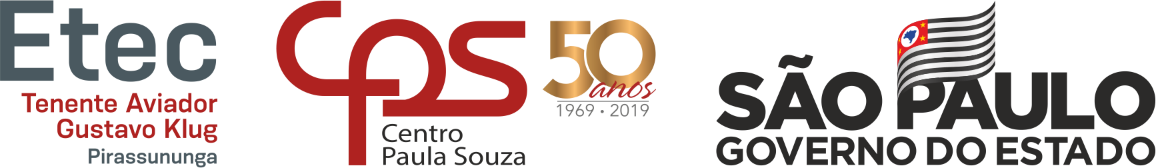 Etec
Tenente Aviador
Gustavo Klug
Pirassununga
cps
Centro
Paula Souza
50
anos
1969 · 2019
SÃO PAULO
GOVERNO DO ESTADO